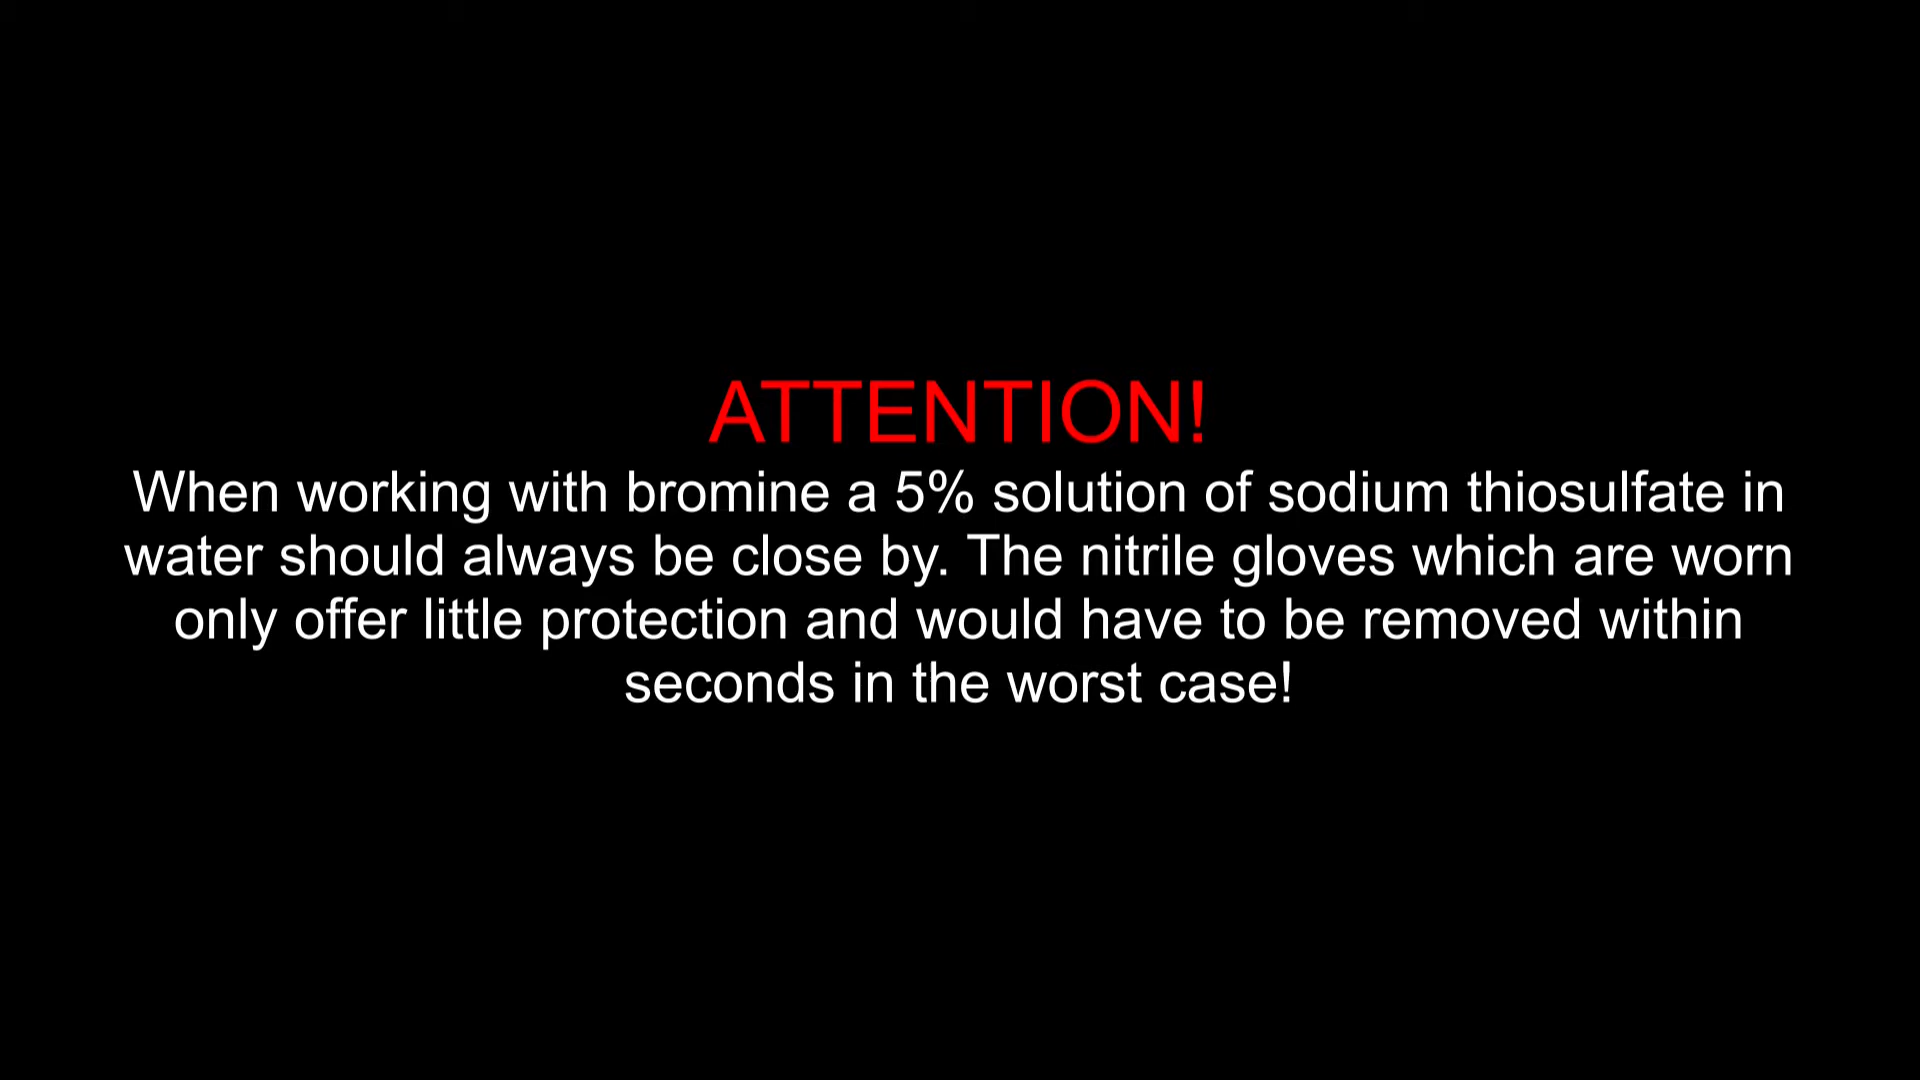 ATTENTION!
When working with bromine a 5% solution of sodium thiosulfate in
water should always be close by. The nitrile gloves which are worn
only offer little protection and would have to be removed within
seconds in the worst case!